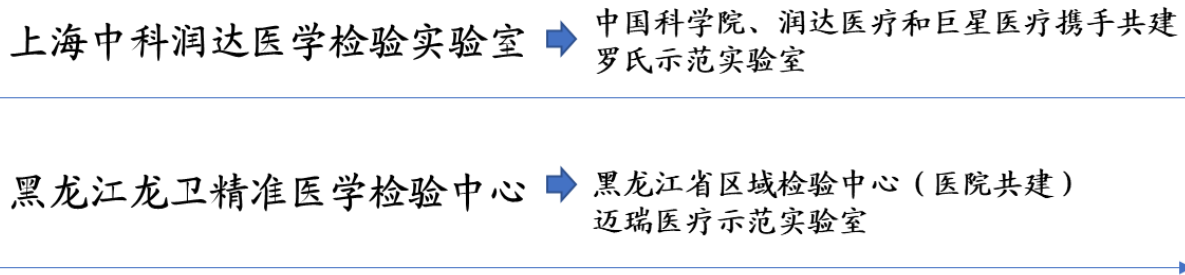 上海中科润达医学检验实验室
中国科学院、润达医疗和巨星医疗携手共建
罗氏示范实验室
黑龙江龙卫精准医学检验中心
黑龙江省区域检验中心（医院共建）
迈瑞医疗示范实验室